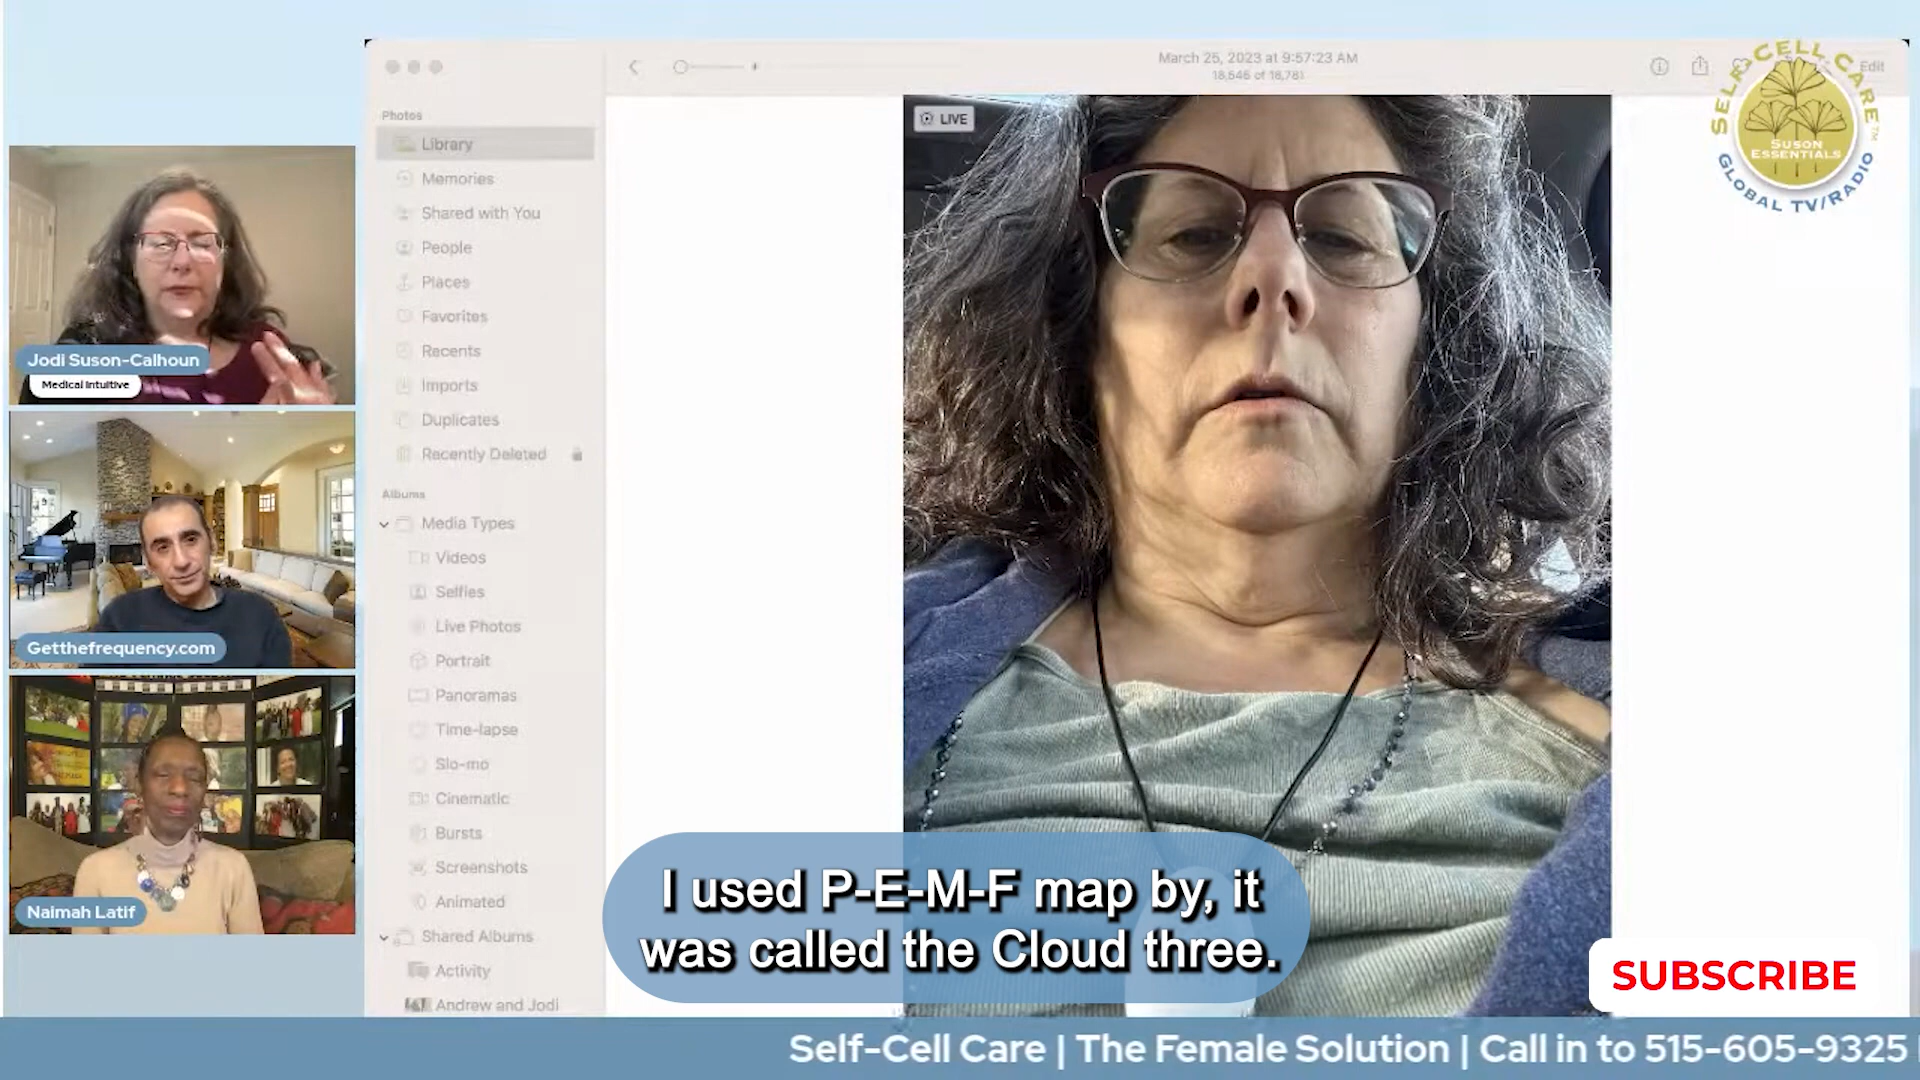 March 25, 2023 at 9:57:23 AM
18,546 of 18,781
Edit
SELF-CELL CARE™
SUSON
ESSENTIALS
GLOBAL TV/RADIO
Photos
Library
Memories
Shared with You
People
Places
Favorites
Recents
Imports
Duplicates
Recently Deleted
Albums
Media Types
Videos
Selfies
Live Photos
Portrait
Panoramas
Time-lapse
Slo-mo
Cinematic
Bursts
Screenshots
Animated
Shared Albums
Activity
Andrew and Jodi
LIVE
Jodi Suson-Calhoun
Medical Intuitive
Getthefrequency.com
Naimah Latif
I used P-E-M-F map by, it
was called the Cloud three.
SUBSCRIBE
Self-Cell Care | The Female Solution | Call in to 515-605-9325